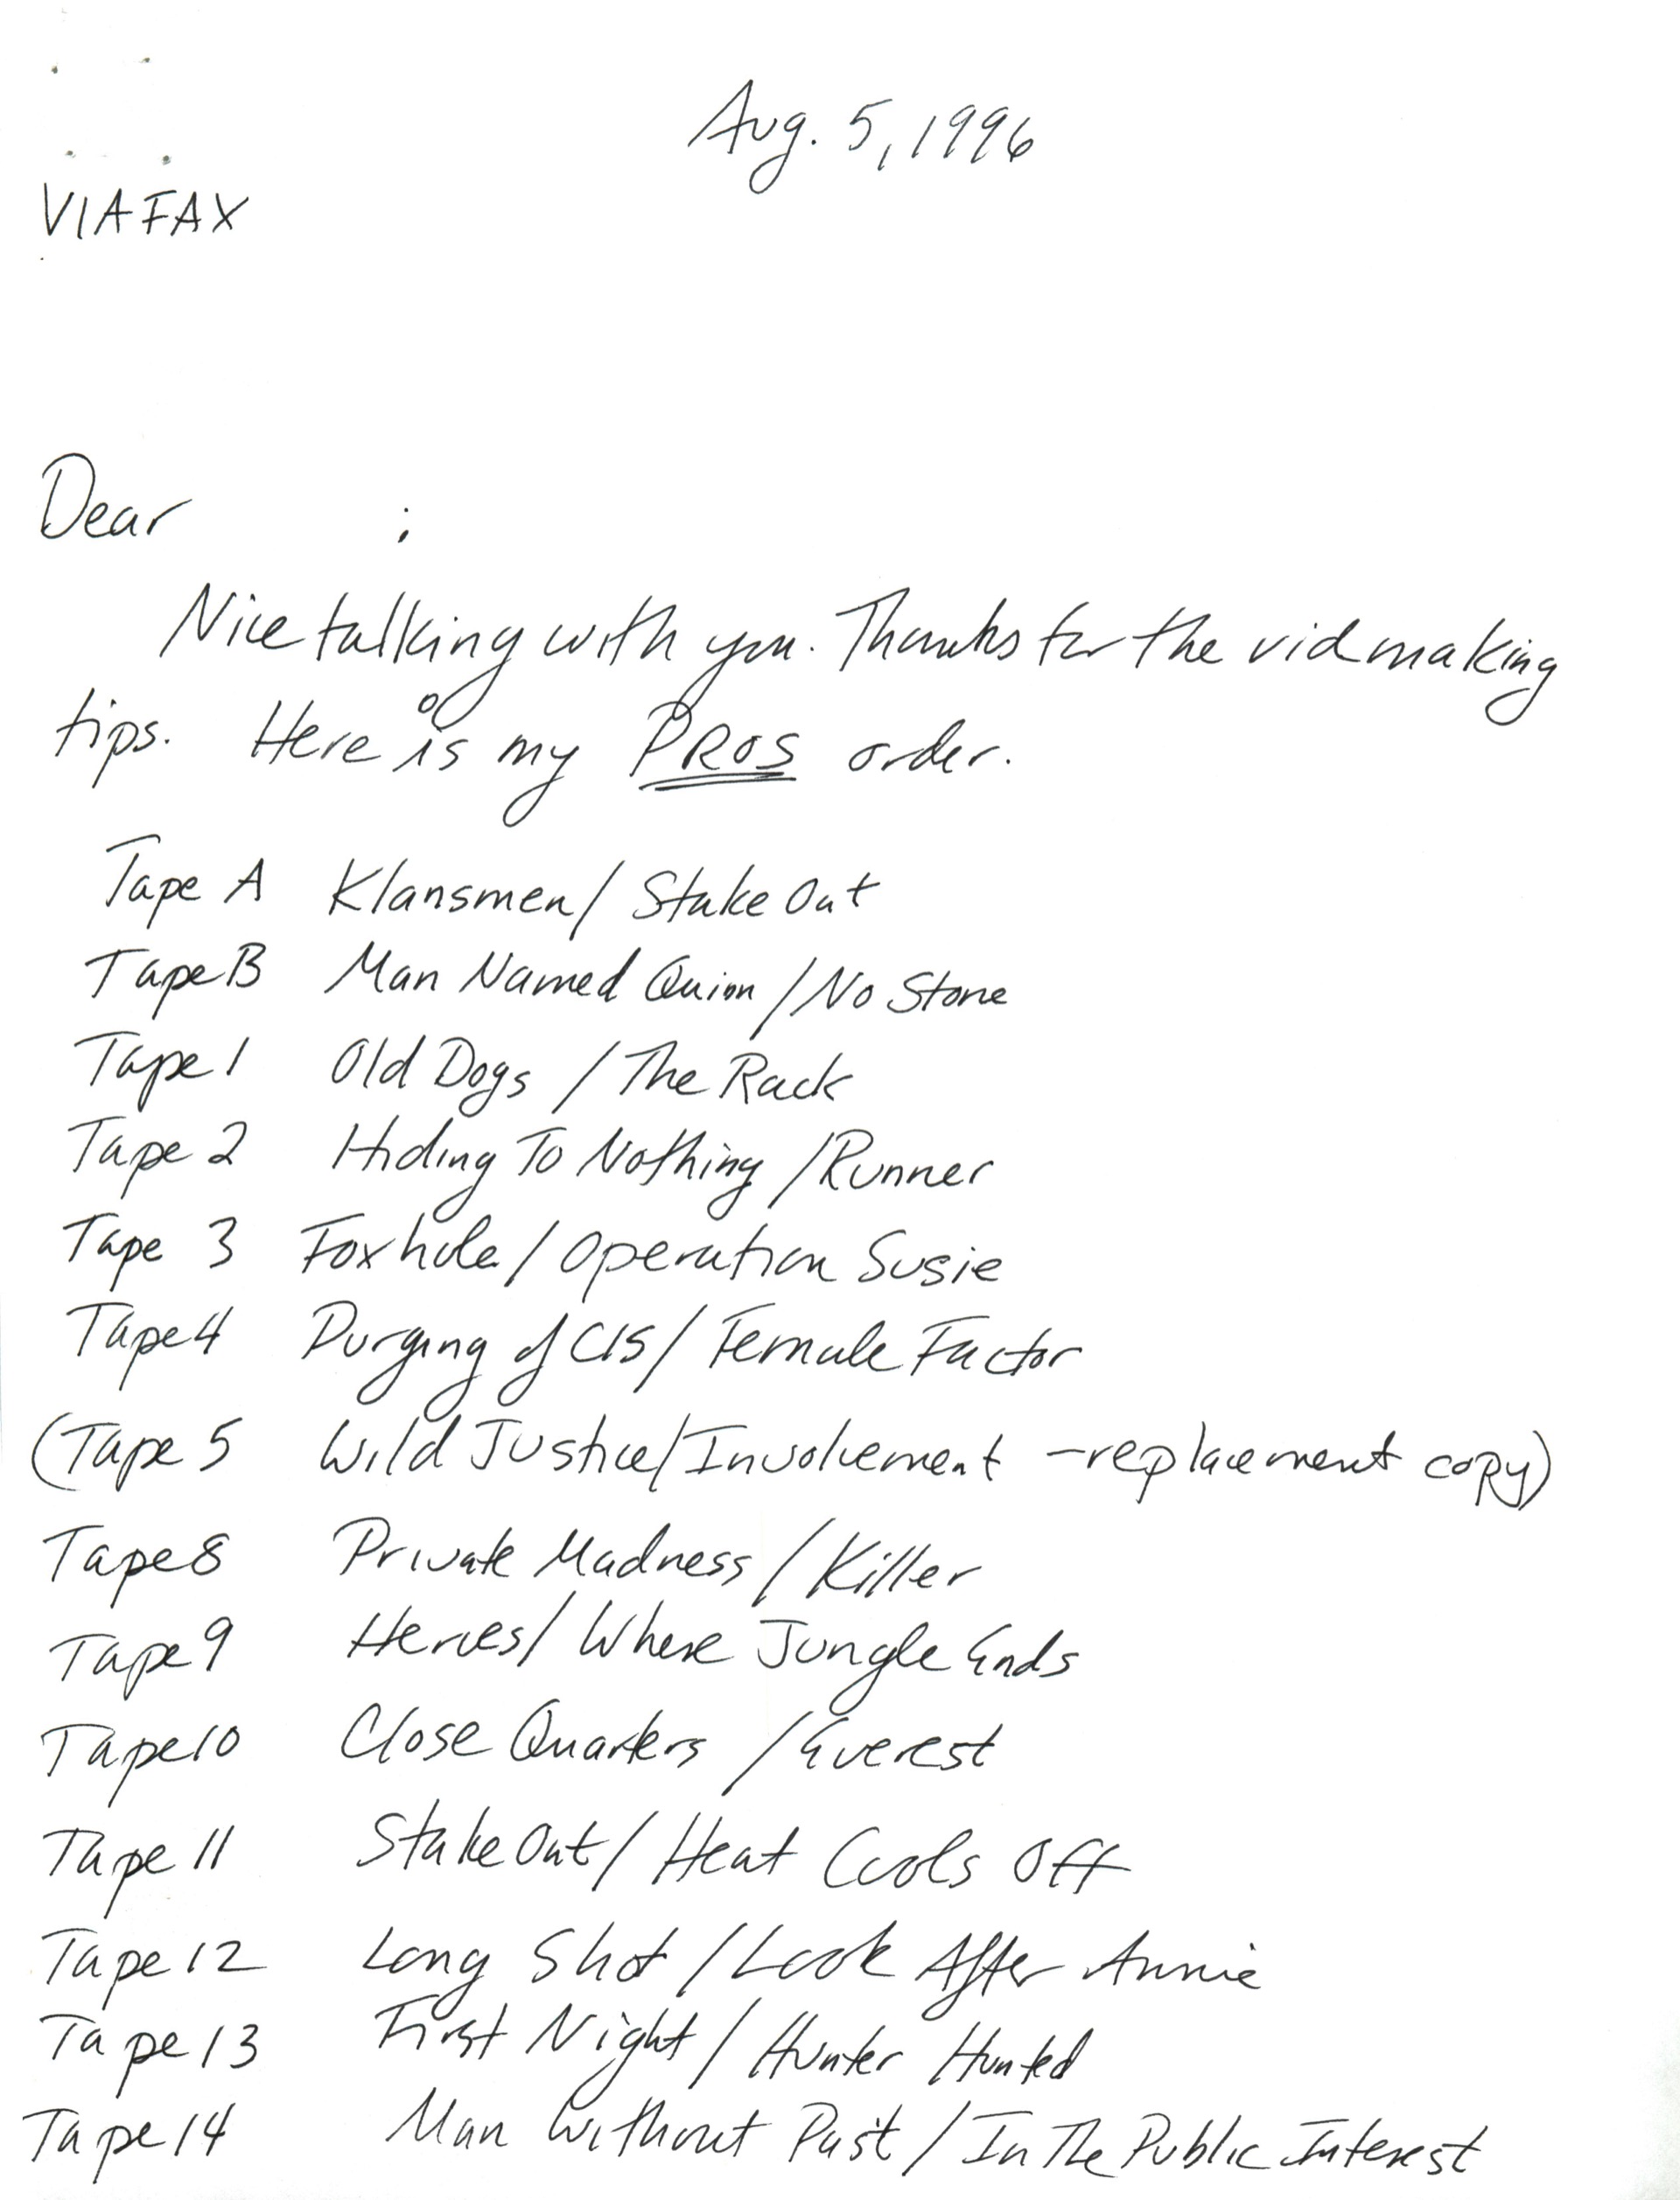 Aug. 5, 1996
VIA FAX
Dear          :
Nice talking with you. Thanks for the vidmaking
tips. Here is my PROS order.
Tape A Klansmen/ Stake Out
Tape B Man Named Quinn / No Stone
Tape 1 Old Dogs / The Rack
Tape 2 Hiding To Nothing / Runner
Tape 3 Foxhole / Operation Susie
Tape 4 Purging of CI5 / Female Factor
(Tape 5 Wild Justice/Involvement - replacement copy)
Tape 8 Private Madness / Killer
Tape 9 Heroes / Where Jungle Ends
Tape 10 Close Quarters / Everest
Tape 11 Stake Out / Heat Cools Off
Tape 12 Long Shot / Look After Annie
Tape 13 First Night / Hunter Hunted
Tape 14 Man Without Past / In The Public Interest